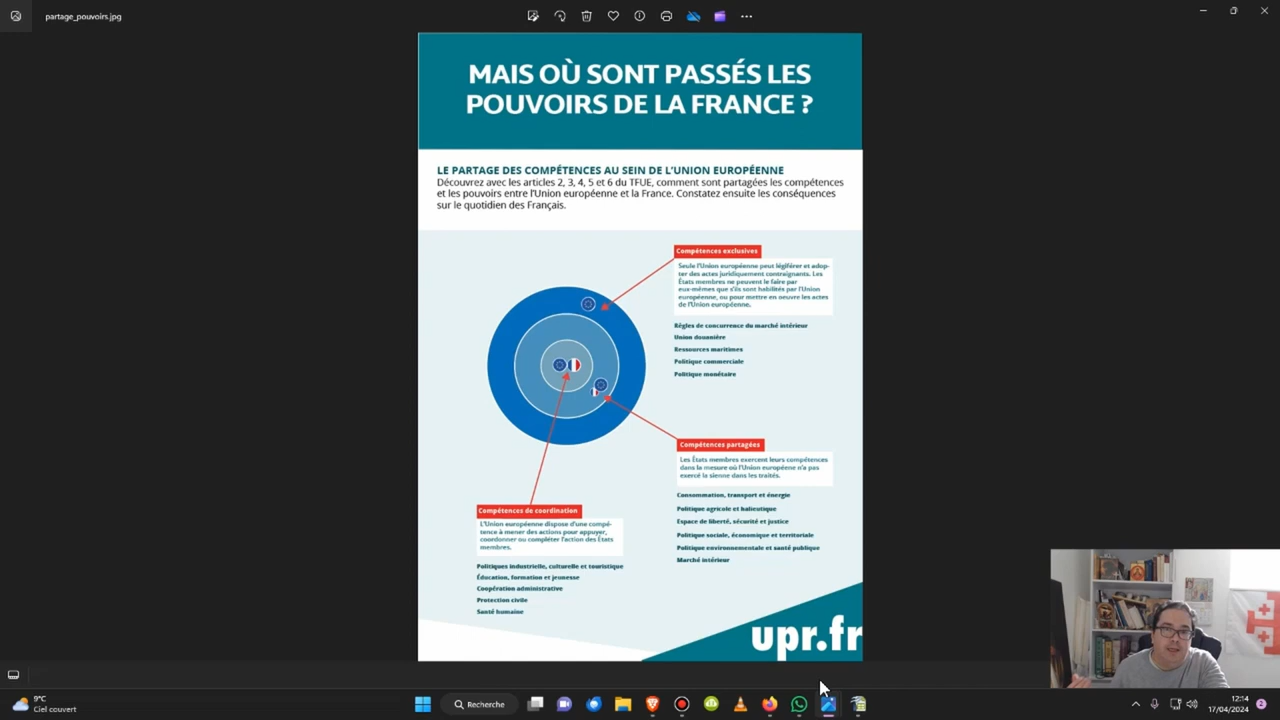 partage_pouvoirs.jpg
MAIS OÙ SONT PASSÉS LES
POUVOIRS DE LA FRANCE ?
LE PARTAGE DES COMPÉTENCES AU SEIN DE L'UNION EUROPÉENNE
Découvrez avec les articles 2, 3, 4, 5 et 6 du TFUE, comment sont partagées les compétences
et les pouvoirs entre l'Union européenne et la France. Constatez ensuite les conséquences
sur le quotidien des Français.
Compétences exclusives
Seule l'Union européenne peut légiférer et adop-
ter des actes juridiquement contraignants. Les
États membres ne peuvent le faire par
eux-mêmes que s'ils sont habilités par l'Union
européenne, ou pour mettre en oeuvre les actes
de l'Union européenne.
Règles de concurrence du marché intérieur
Union douanière
Ressources maritimes
Politique commerciale
Politique monétaire
Compétences partagées
Les États membres exercent leurs compétences
dans la mesure où l'Union européene n'a pas
exercé la sienne dans les traités.
Consommation, transport et énergie
Politique agricole et halieutique
Espace de liberté, sécurité et justice
Politique sociale, économique et territoriale
Politique environnementale et santé publique
Marché intérieur
Compétences de coordination
L'Union européenne dispose d'une compé-
tence à mener des actions pour appuyer,
coordonner ou compléter l'action des États
membres.
Politiques industrielle, culturelle et touristique
Éducation, formation et jeunesse
Coopération administrative
Protection civile
Santé humaine
upr.fr
9°C
Ciel couvert
Recherche
12:14
17/04/2024
2